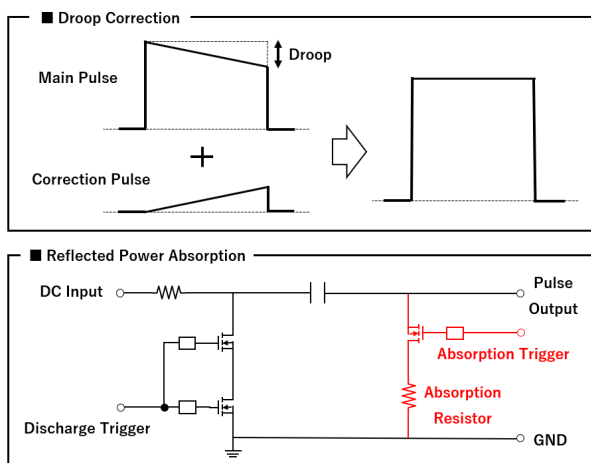 ■ Droop Correction
Main Pulse
Droop
+
Correction Pulse
■ Reflected Power Absorption
DC Input
Pulse
Output
Absorption Trigger
Absorption
Resistor
Discharge Trigger
GND